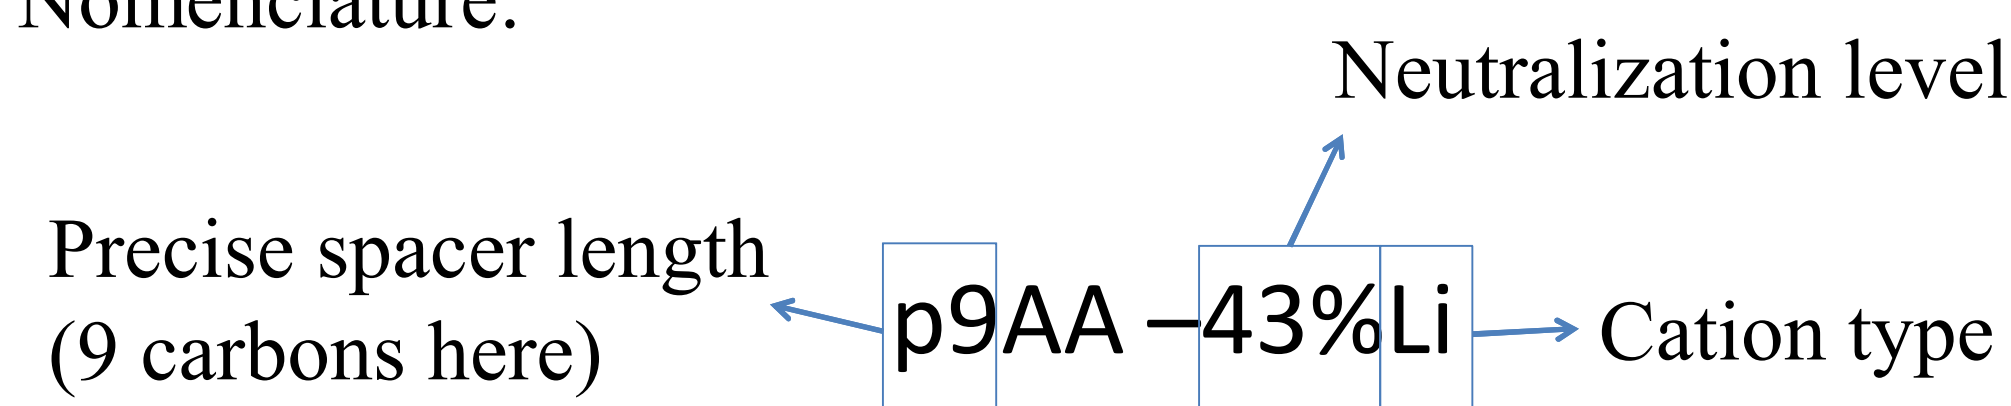 Nomenclature:
Neutralization level
Precise spacer length
(9 carbons here)
p9AA –43%Li
Cation type